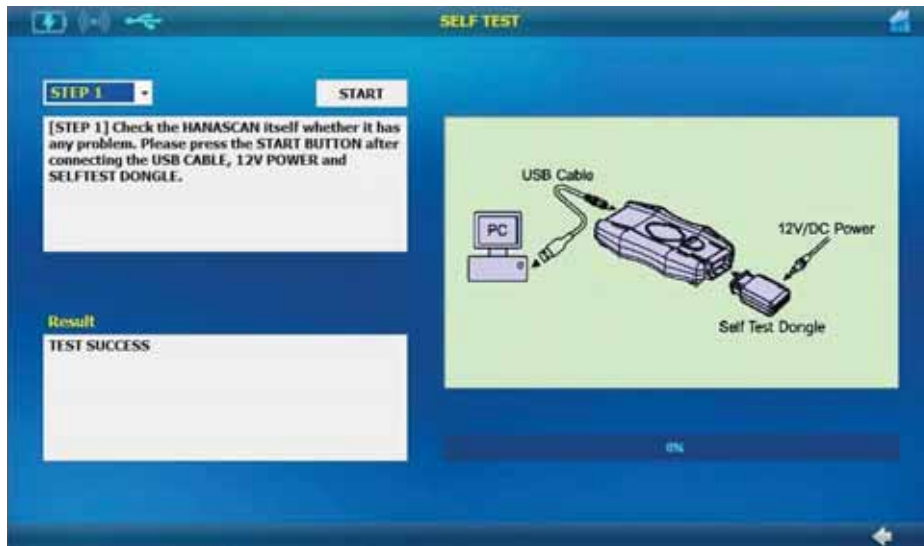 SELF TEST
STEP 1
START
[STEP 1] Check the HANASCAN itself whether it has
any problem. Please press the START BUTTON after
connecting the USB CABLE, 12V POWER and
SELFTEST DONGLE.
USB Cable
PC
12V/DC Power
Self Test Dongle
Result
TEST SUCCESS
0%